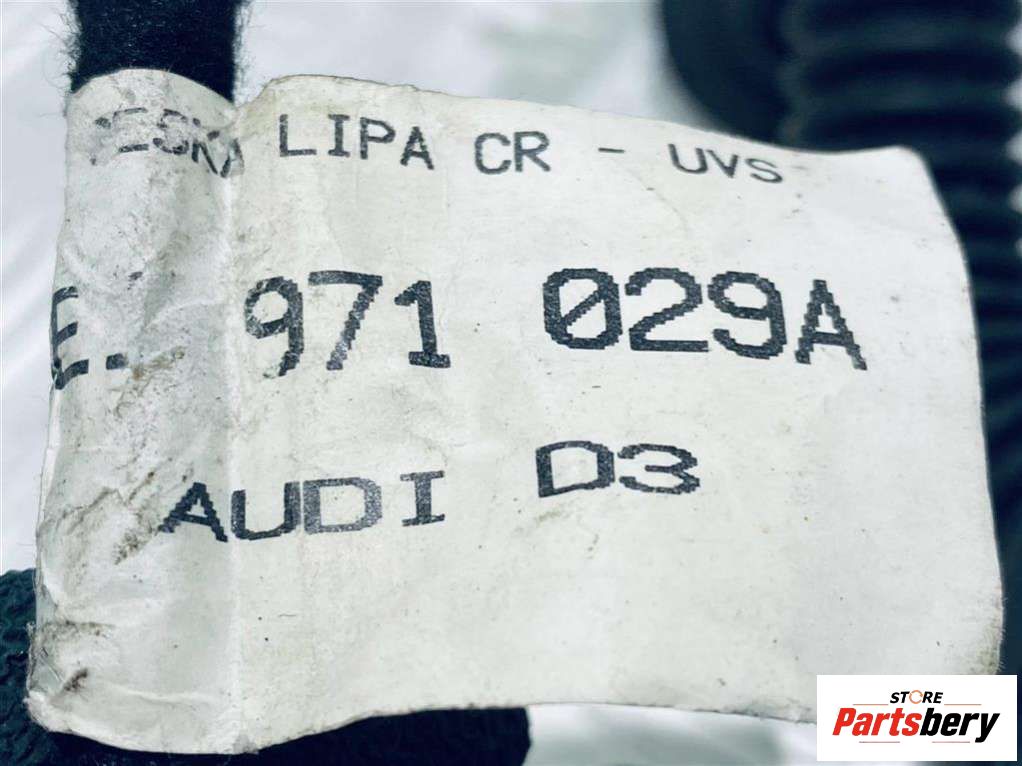 LIPA CR - UVS
E. 971 029A
AUDI D3
STORE
Partsbery